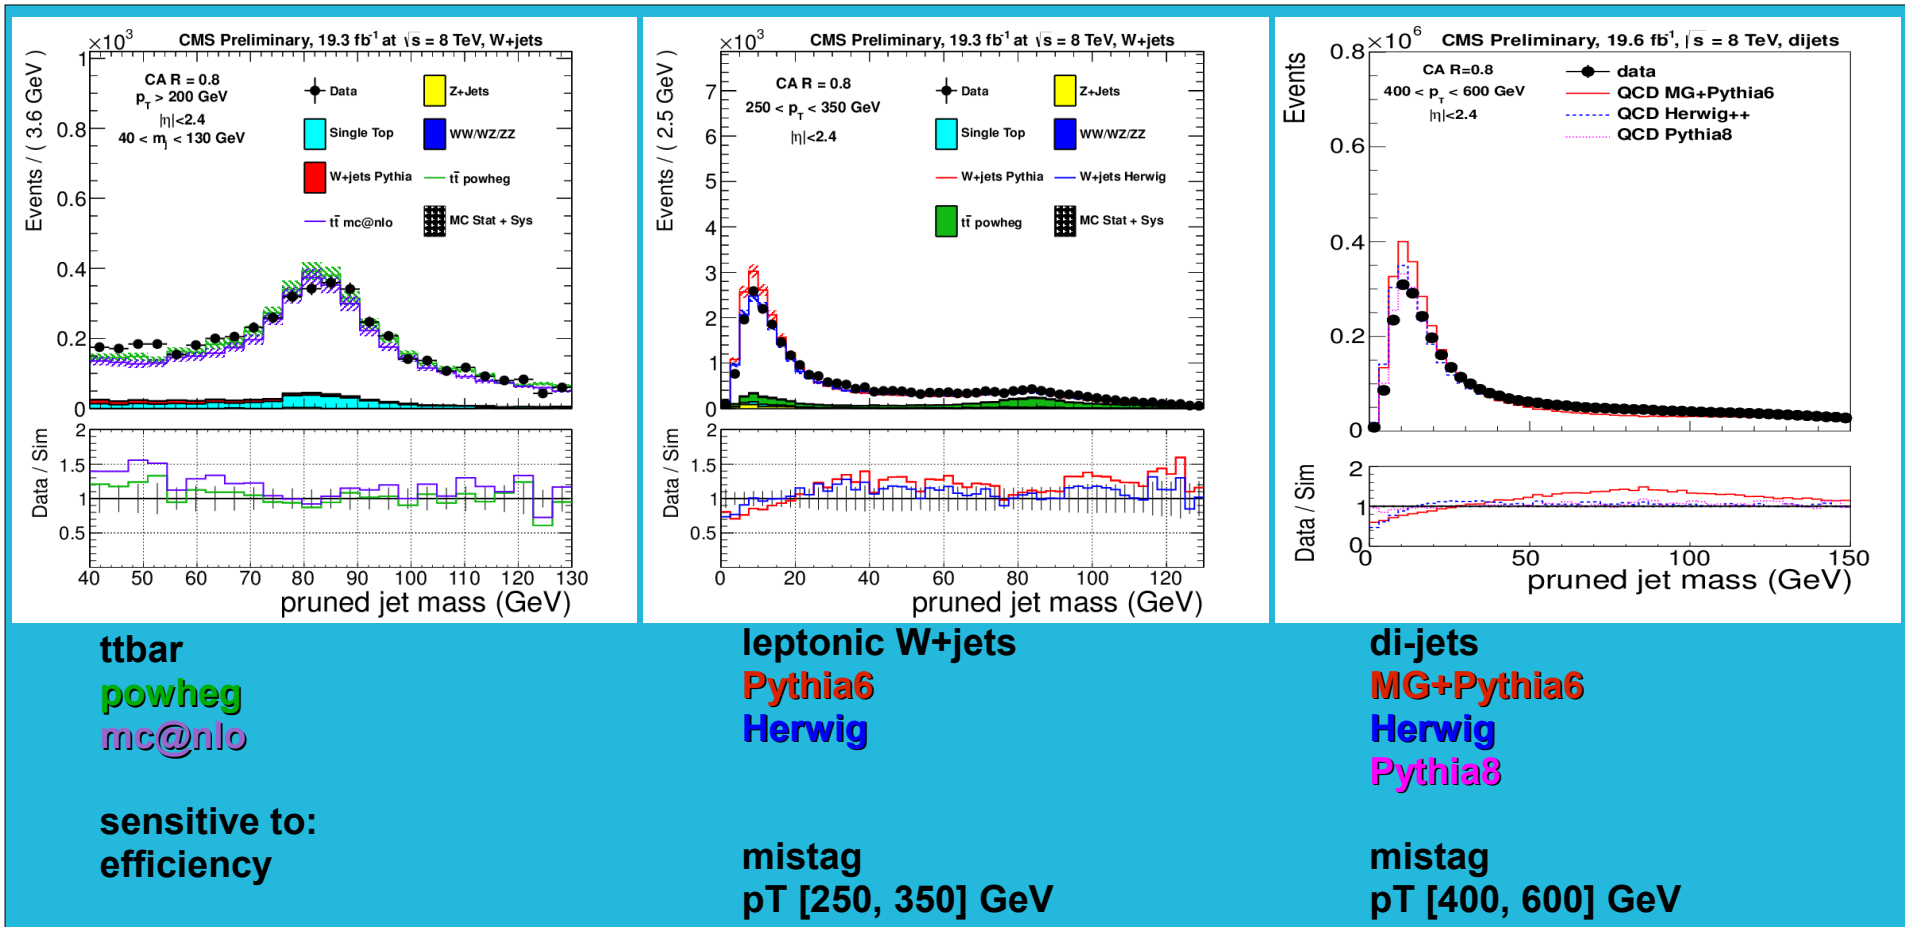 CMS Preliminary, 19.3 fb-1 at √s = 8 TeV, W+jets
×10^3
Events / ( 3.6 GeV )
CA R = 0.8
pT > 200 GeV
|η|<2.4
40 < mj < 130 GeV
Data
Z+Jets
Single Top
WW/WZ/ZZ
W+jets Pythia
tt̄ powheg
tt̄ mc@nlo
MC Stat + Sys
1
0.8
0.6
0.4
0.2
0
Data / Sim
2
1.5
1
0.5
40 50 60 70 80 90 100 110 120 130
pruned jet mass (GeV)
CMS Preliminary, 19.3 fb-1 at √s = 8 TeV, W+jets
×10^3
Events / ( 2.5 GeV )
CA R = 0.8
250 < pT < 350 GeV
|η|<2.4
Data
Z+Jets
Single Top
WW/WZ/ZZ
W+jets Pythia
W+jets Herwig
tt̄ powheg
MC Stat + Sys
7
6
5
4
3
2
1
0
Data / Sim
2
1.5
1
0.5
0 20 40 60 80 100 120
pruned jet mass (GeV)
CMS Preliminary, 19.6 fb-1, √s = 8 TeV, dijets
×10^6
Events
CA R=0.8
400 < pT < 600 GeV
|η|<2.4
data
QCD MG+Pythia6
QCD Herwig++
QCD Pythia8
0.8
0.6
0.4
0.2
0
Data / Sim
2
1
0
0 50 100 150
pruned jet mass (GeV)
ttbar
powheg
mc@nlo
sensitive to:
efficiency
leptonic W+jets
Pythia6
Herwig
mistag
pT [250, 350] GeV
di-jets
MG+Pythia6
Herwig
Pythia8
mistag
pT [400, 600] GeV